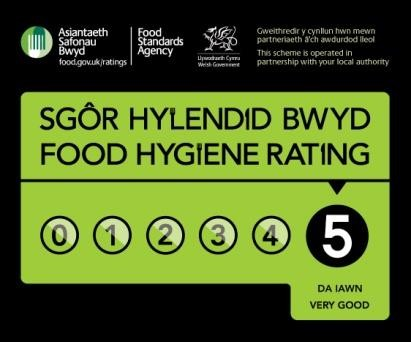 Asiantaeth
Safonau
Bwyd
food.gov.uk/ratings
Food
Standards
Agency
Llywodraeth Cymru
Welsh Government
Gweithredir y cynllun hwn mewn
partneriaeth â'ch awdurdod lleol
This scheme is operated in
partnership with your local authority
SGÔR HYLENDID BWYD
FOOD HYGIENE RATING
0 1 2 3 4 5
DA IAWN
VERY GOOD